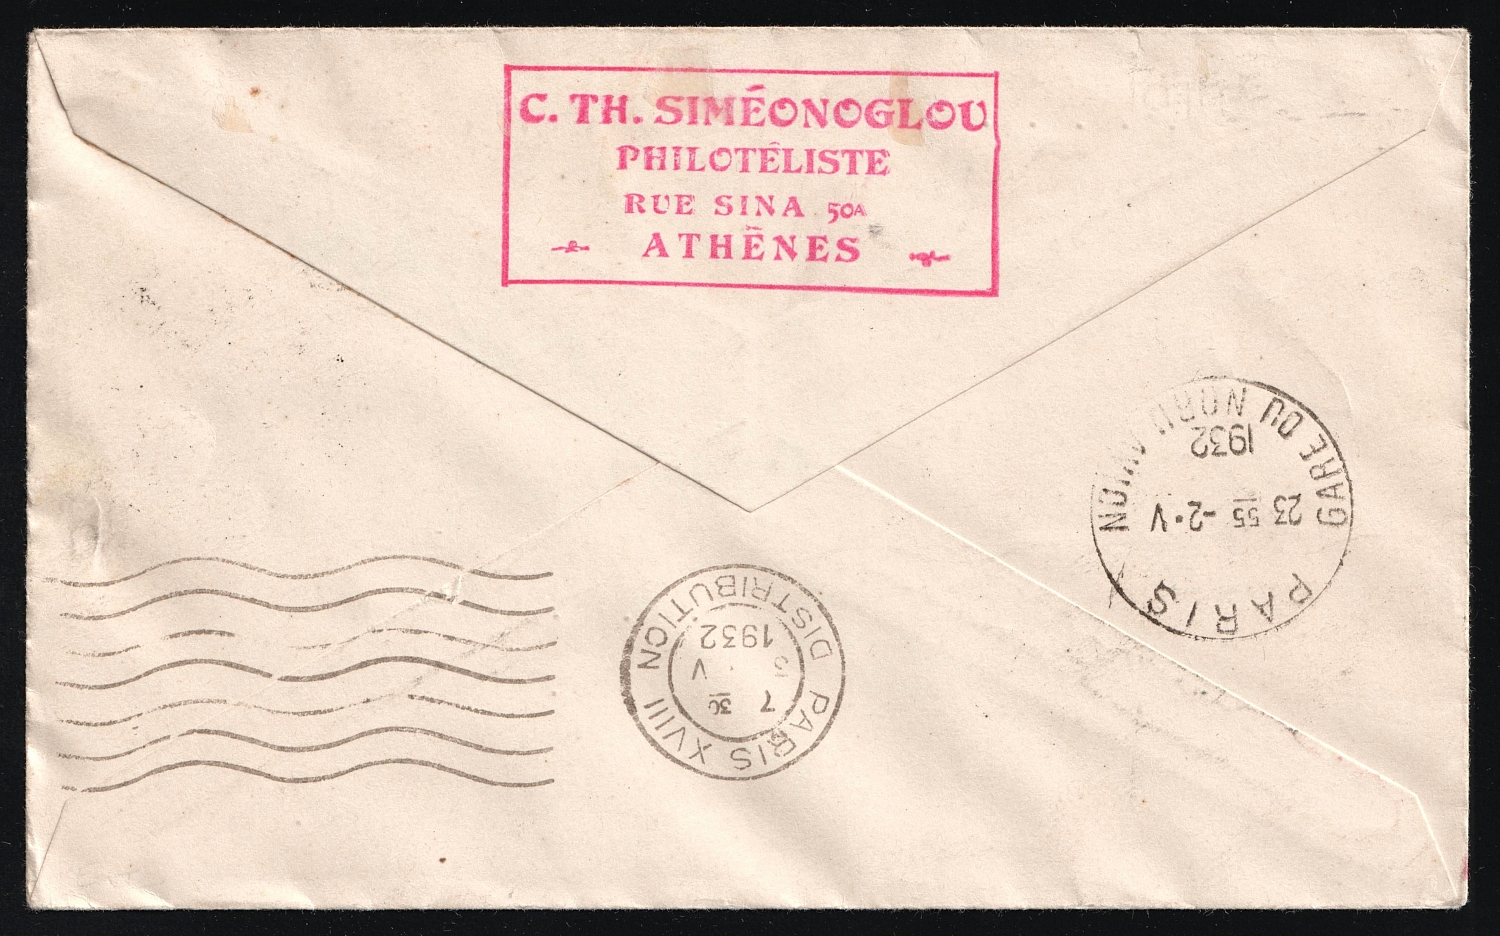 C. TH. SIMÉONOGLOU
PHILOTÉLISTE
RUE SINA 50A
ATHÈNES
PARIS
GARE DU NORD AVION
23 55 -2•V
1932
PARIS XVIII
DISTRIBUTION
7 30
V
1932